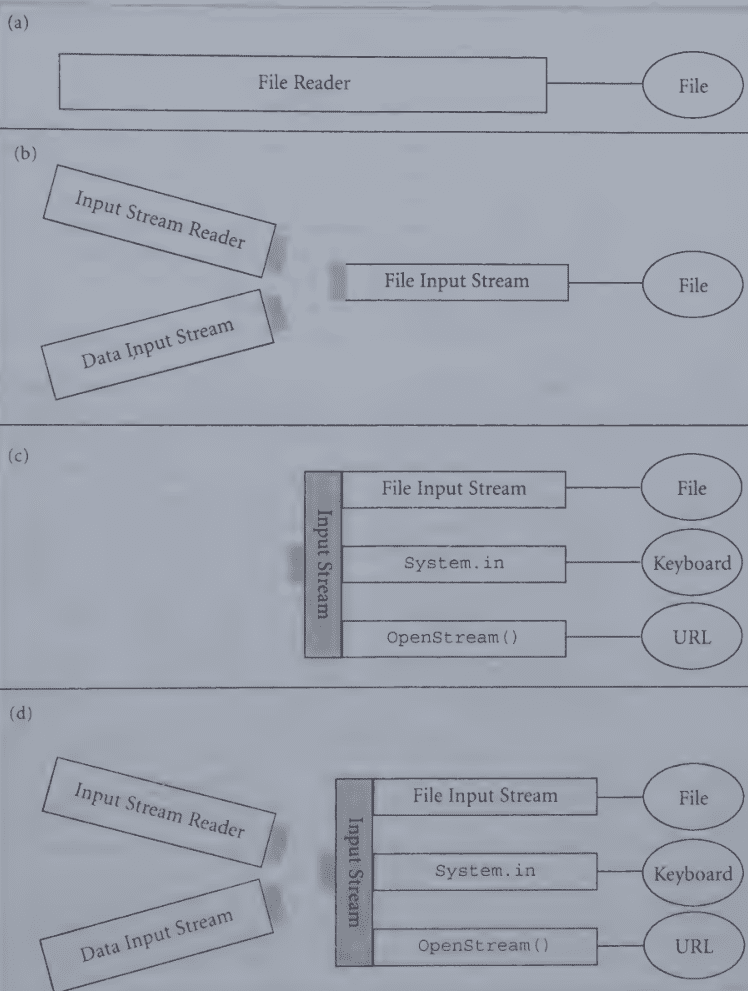 (a)
File Reader
File
(b)
Input Stream Reader
File Input Stream
File
Data Input Stream
(c)
File Input Stream
File
Input Stream
System.in
Keyboard
OpenStream()
URL
(d)
Input Stream Reader
File Input Stream
File
Input Stream
System.in
Keyboard
Data Input Stream
OpenStream()
URL